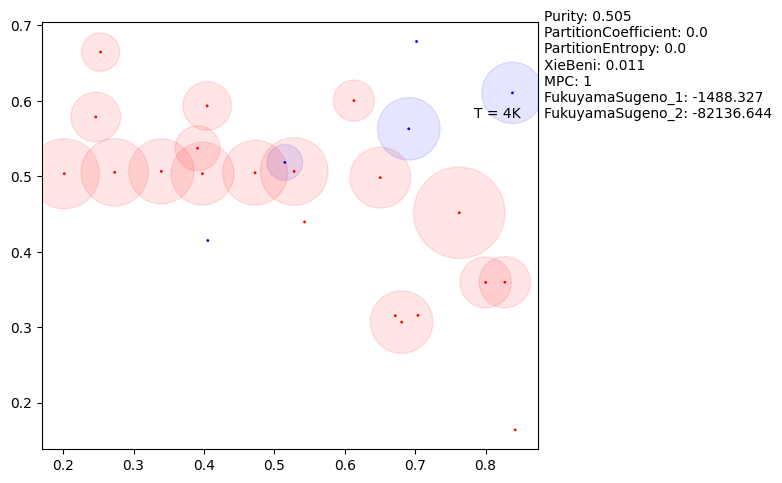 0.7
0.6
0.5
0.4
0.3
0.2
0.2 0.3 0.4 0.5 0.6 0.7 0.8
T = 4K
Purity: 0.505
PartitionCoefficient: 0.0
PartitionEntropy: 0.0
XieBeni: 0.011
MPC: 1
FukuyamaSugeno_1: -1488.327
FukuyamaSugeno_2: -82136.644